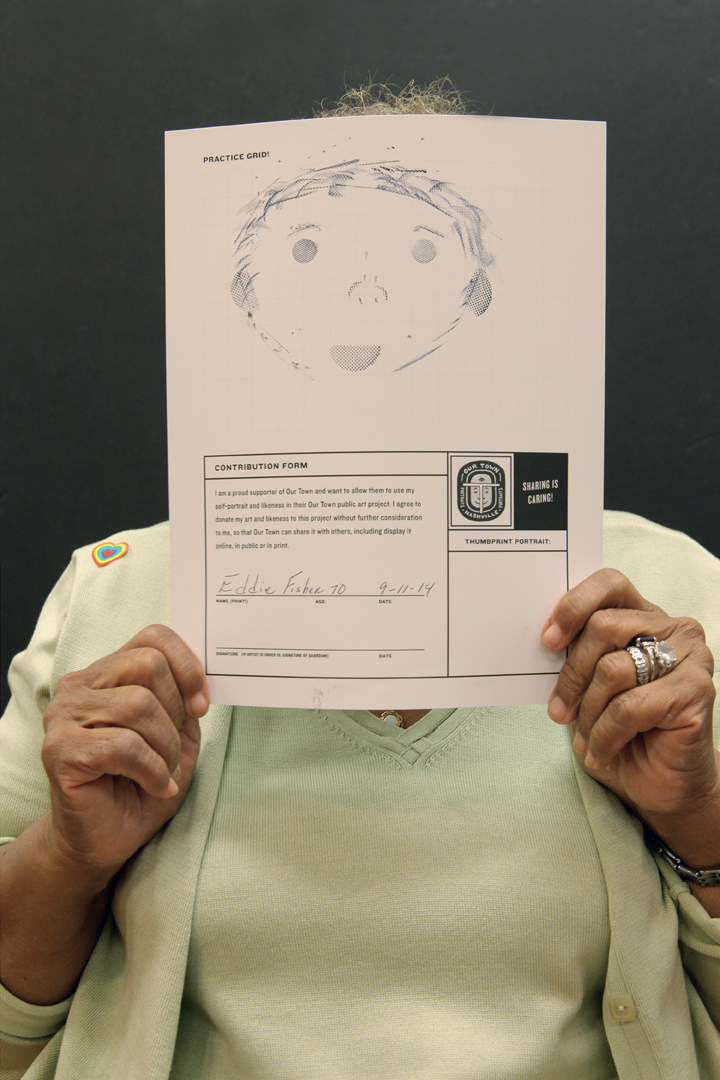 PRACTICE GRID!
CONTRIBUTION FORM
I am a proud supporter of Our Town and want to allow them to use my
self-portrait and likeness in their Our Town public art project. I agree to
donate my art and likeness to this project without further consideration
to me, so that Our Town can share it with others, including display it
online, in public or in print.
Eddie Fisher 70 9-11-14
NAME (PRINT) AGE DATE
SIGNATURE (IF ARTIST IS UNDER 18, SIGNATURE OF GUARDIAN) DATE
OUR TOWN
PORTRAITS PORTRAITS
NASHVILLE
SHARING IS
CARING!
THUMBPRINT PORTRAIT: